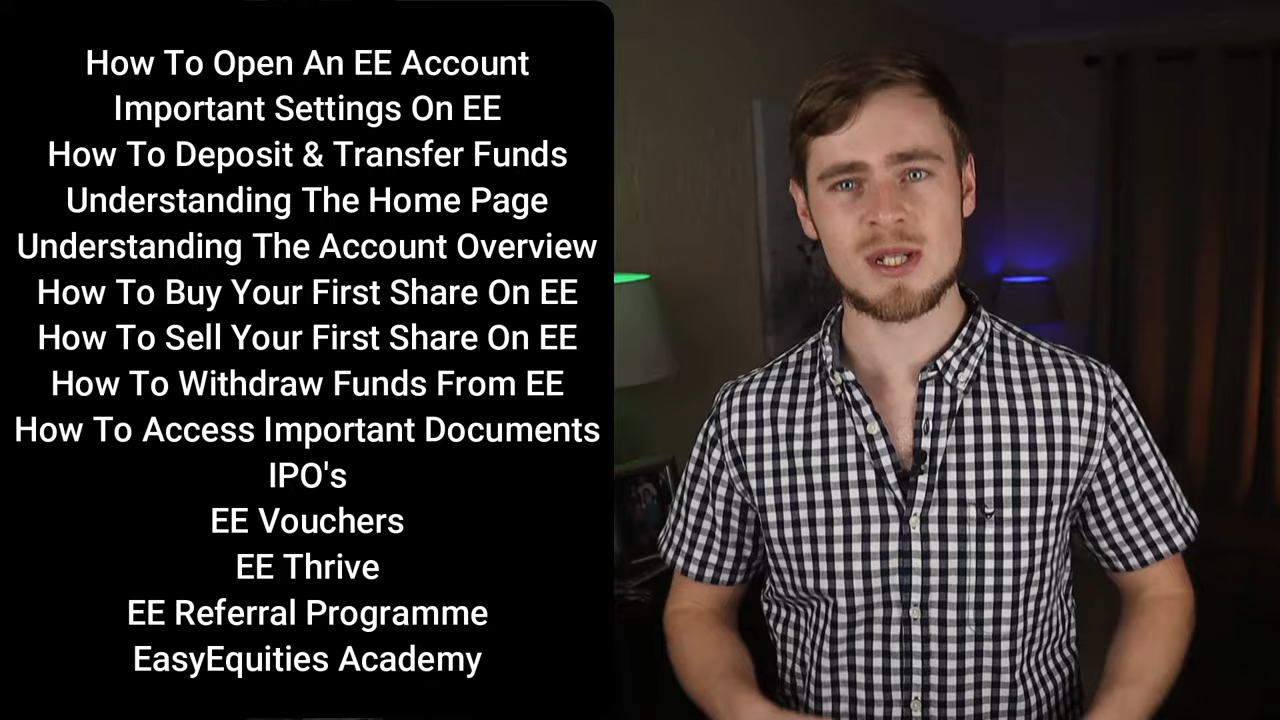 How To Open An EE Account
Important Settings On EE
How To Deposit & Transfer Funds
Understanding The Home Page
Understanding The Account Overview
How To Buy Your First Share On EE
How To Sell Your First Share On EE
How To Withdraw Funds From EE
How To Access Important Documents
IPO's
EE Vouchers
EE Thrive
EE Referral Programme
EasyEquities Academy